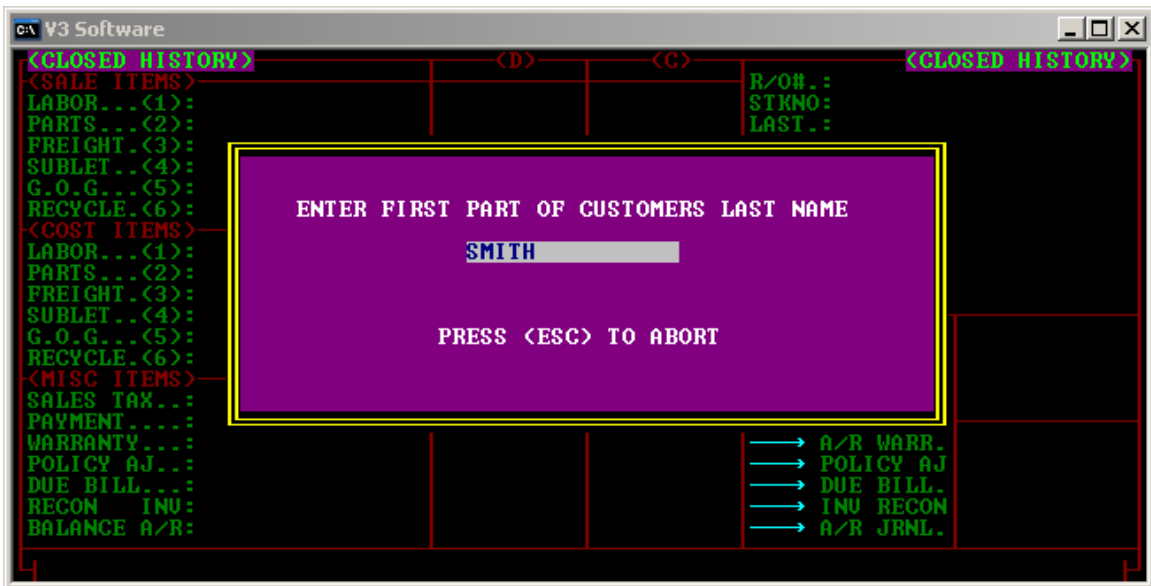 V3 Software
<CLOSED HISTORY> <D> <C> <CLOSED HISTORY>
<SALE ITEMS> R/O#.:
LABOR...<1>: STKNO:
PARTS...<2>: LAST.:
FREIGHT.<3>:
SUBLET..<4>:
G.O.G...<5>:
RECYCLE.<6>: ENTER FIRST PART OF CUSTOMERS LAST NAME
<COST ITEMS>
LABOR...<1>: SMITH
PARTS...<2>:
FREIGHT.<3>:
SUBLET..<4>:
G.O.G...<5>: PRESS <ESC> TO ABORT
RECYCLE.<6>:
<MISC ITEMS>
SALES TAX..:
PAYMENT....:
WARRANTY...: → A/R WARR.
POLICY AJ..: → POLICY AJ
DUE BILL...: → DUE BILL.
RECON INV: → INV RECON
BALANCE A/R: → A/R JRNL.